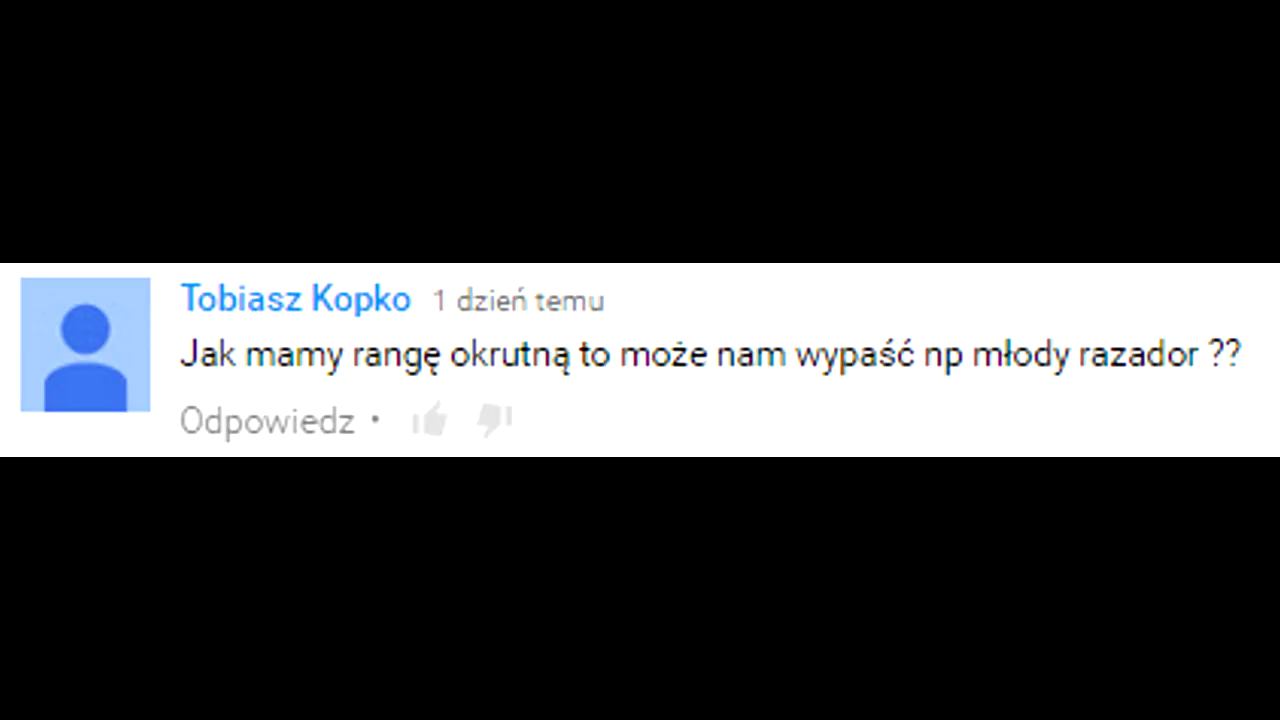 Tobiasz Kopko 1 dzień temu
Jak mamy rangę okrutną to może nam wypaść np młody razador ??
Odpowiedz •